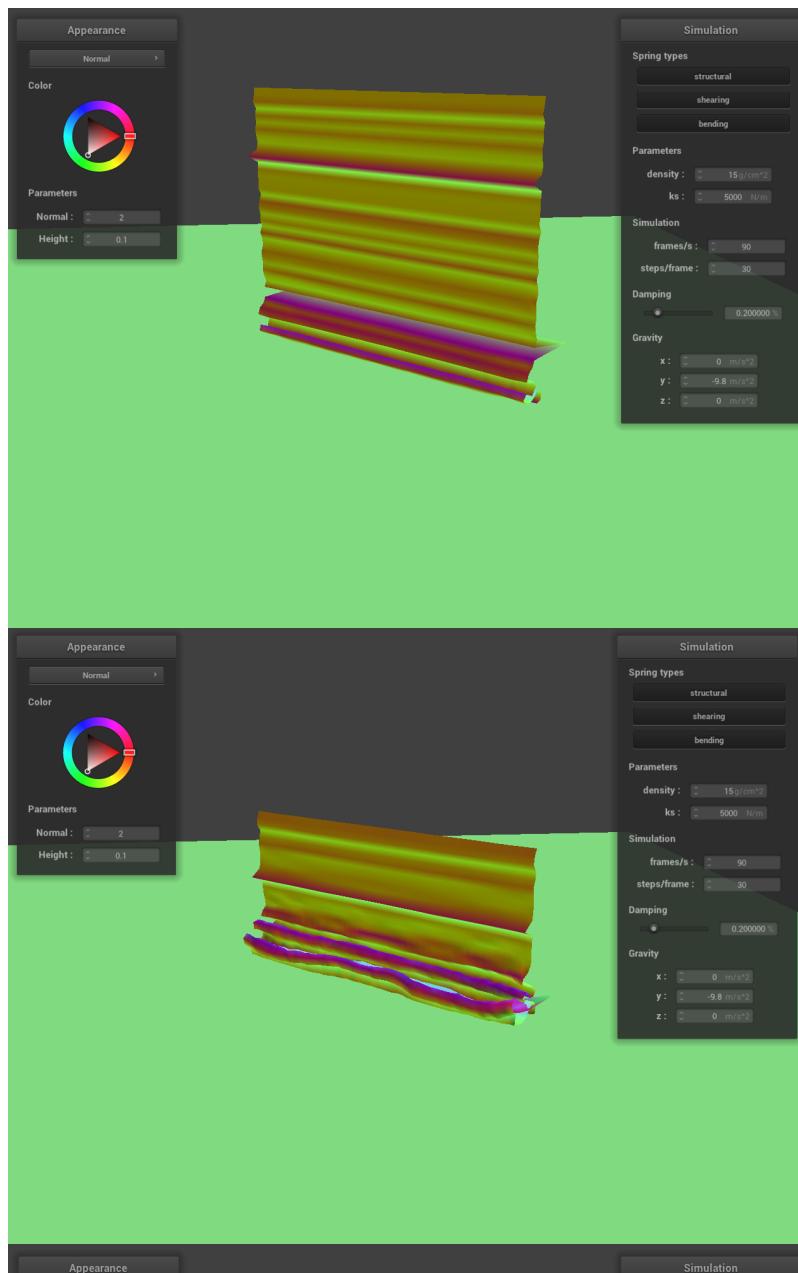 Appearance
Normal
Color
Parameters
Normal : 2
Height : 0.1
Simulation
Spring types
structural
shearing
bending
Parameters
density : 15 g/cm^2
ks : 5000 N/m
Simulation
frames/s : 90
steps/frame : 30
Damping
0.200000 %
Gravity
x : 0 m/s^2
y : -9.8 m/s^2
z : 0 m/s^2
Appearance
Normal
Color
Parameters
Normal : 2
Height : 0.1
Simulation
Spring types
structural
shearing
bending
Parameters
density : 15 g/cm^2
ks : 5000 N/m
Simulation
frames/s : 90
steps/frame : 30
Damping
0.200000 %
Gravity
x : 0 m/s^2
y : -9.8 m/s^2
z : 0 m/s^2
Appearance
Simulation